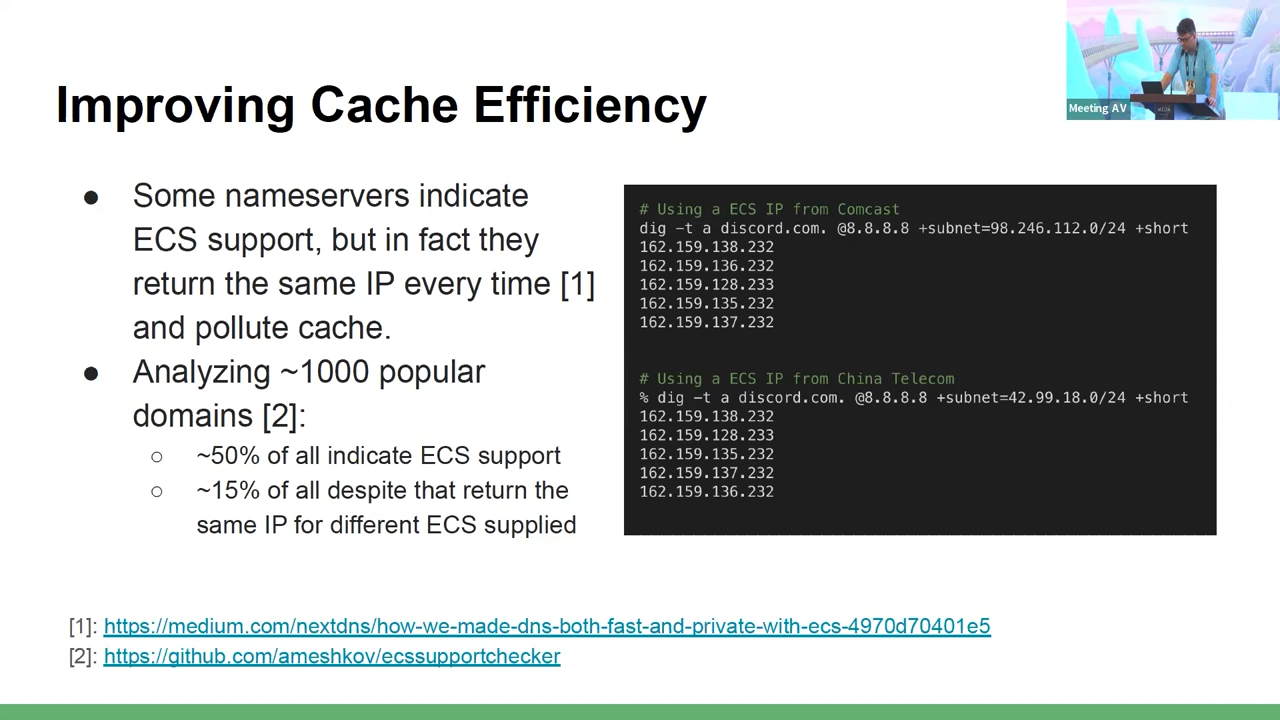 Improving Cache Efficiency
Meeting AV
● Some nameservers indicate
ECS support, but in fact they
return the same IP every time [1]
and pollute cache.
● Analyzing ~1000 popular
domains [2]:
○ ~50% of all indicate ECS support
○ ~15% of all despite that return the
same IP for different ECS supplied
# Using a ECS IP from Comcast
dig -t a discord.com. @8.8.8.8 +subnet=98.246.112.0/24 +short
162.159.138.232
162.159.136.232
162.159.128.233
162.159.135.232
162.159.137.232
# Using a ECS IP from China Telecom
% dig -t a discord.com. @8.8.8.8 +subnet=42.99.18.0/24 +short
162.159.138.232
162.159.128.233
162.159.135.232
162.159.137.232
162.159.136.232
[1]: https://medium.com/nextdns/how-we-made-dns-both-fast-and-private-with-ecs-4970d70401e5
[2]: https://github.com/ameshkov/ecssupportchecker